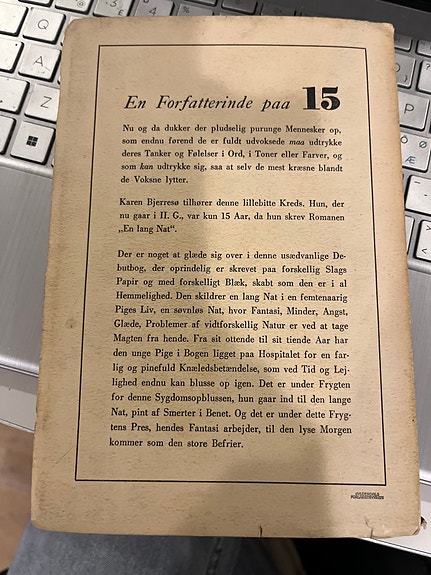 En Forfatterinde paa 15
Nu og da dukker der pludselig purunge Mennesker op,
som endnu førend de er fuldt udvoksede maa udtrykke
deres Tanker og Følelser i Ord, i Toner eller Farver, og
som kan udtrykke sig, saa at selv de mest kræsne blandt
de Voksne lytter.
Karen Bjerresø tilhører denne lillebitte Kreds. Hun, der
nu gaar i II. G., var kun 15 Aar, da hun skrev Romanen
„En lang Nat“.
Der er noget at glæde sig over i denne usædvanlige De-
butbog, der oprindelig er skrevet paa forskellig Slags
Papir og med forskelligt Blæk, skabt som den er i al
Hemmelighed. Den skildrer en lang Nat i en femtenaarig
Piges Liv, en søvnløs Nat, hvor Fantasi, Minder, Angst,
Glæde, Problemer af vidtforskellig Natur er ved at tage
Magten fra hende. Fra sit ottende til sit tiende Aar har
den unge Pige i Bogen ligget paa Hospitalet for en far-
lig og pinefuld Knæledsbetændelse, som ved Tid og Lej-
lighed endnu kan blusse op igen. Det er under Frygten
for denne Sygdomsopblussen, hun gaar ind til den lange
Nat, pint af Smerter i Benet. Og det er under dette Fryg-
tens Pres, hendes Fantasi arbejder, til den lyse Morgen
kommer som den store Befrier.
GYLDENDALS
FORLAGSTRYKKERI